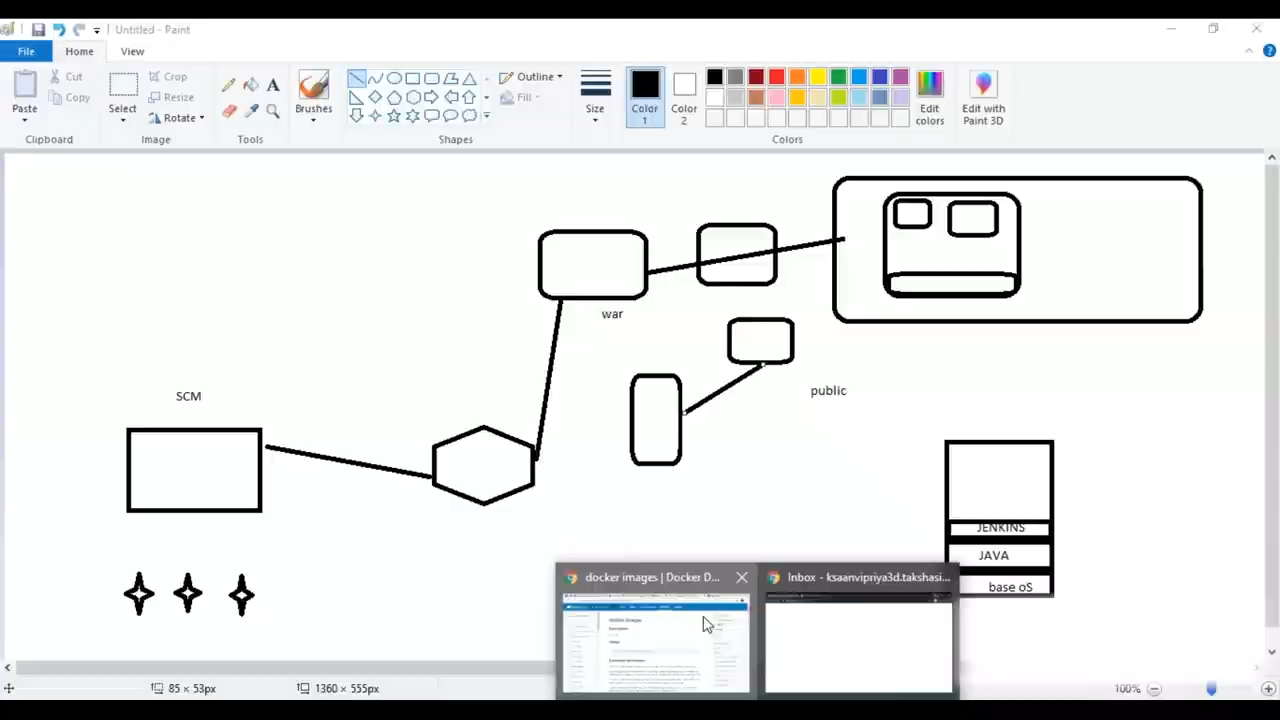 Untitled - Paint
File
Home
View
Paste
Cut
Copy
Clipboard
Select
Crop
Resize
Rotate
Image
A
Tools
Brushes
Outline
Fill
Shapes
Size
Color 1
Color 2
Edit colors
Colors
Edit with Paint 3D
war
SCM
public
JENKINS
JAVA
base oS
docker images | Docker D...
Inbox - ksaanvipriya3d.takshasi...
85 × 53px
1360 × 555px
100%